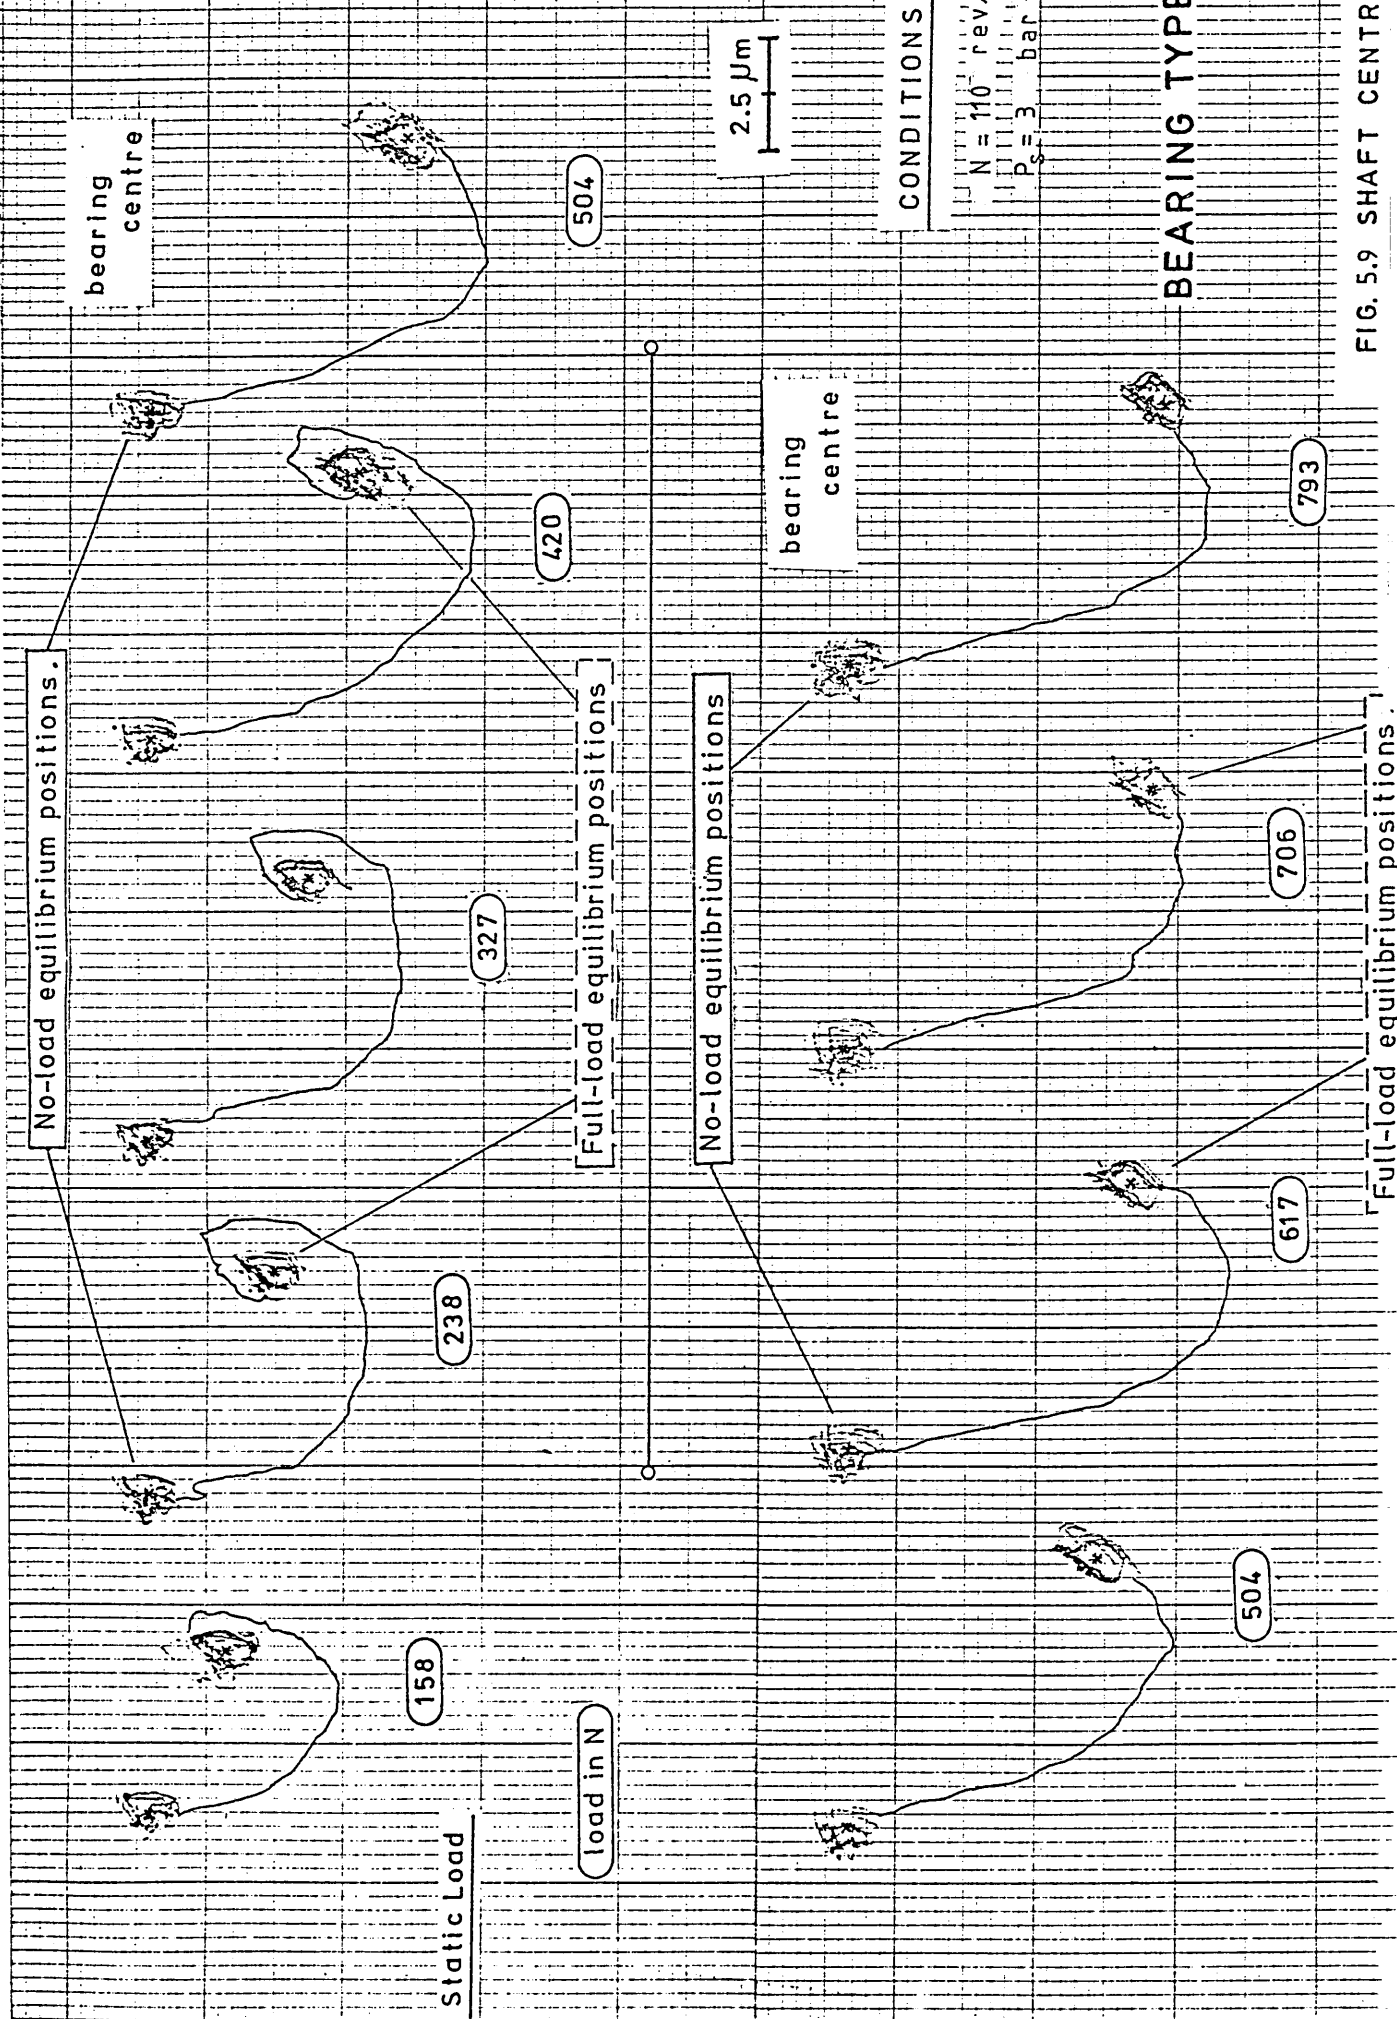 No-load equilibrium positions.
bearing
centre
158
238
327
420
504
Static Load
load in N
Full-load equilibrium positions
2.5 µm
No-load equilibrium positions
bearing
centre
CONDITIONS
N = 110 rev/
Ps = 3 bar
504
617
706
793
BEARING TYPE
Full-load equilibrium positions.
FIG. 5.9 SHAFT CENTR